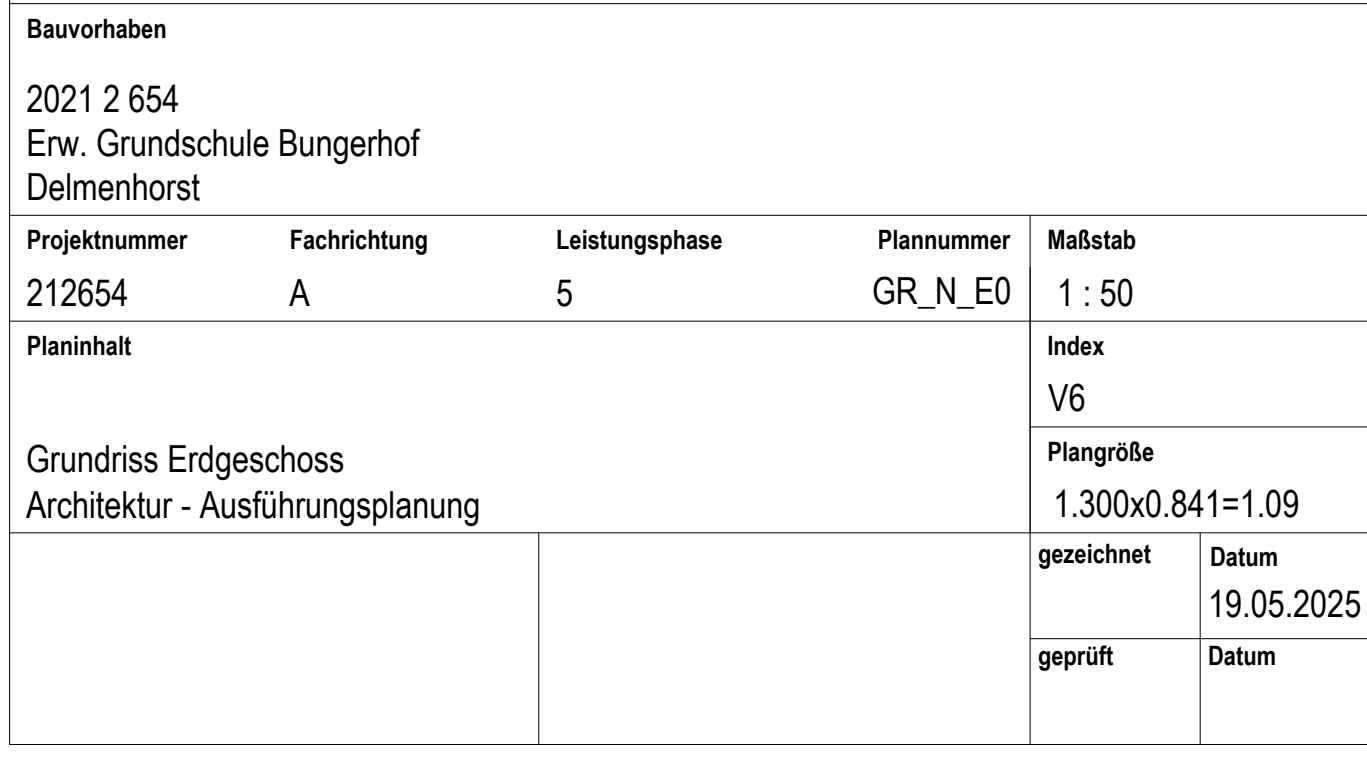 Bauvorhaben
2021 2 654
Erw. Grundschule Bungerhof
Delmenhorst
Projektnummer Fachrichtung Leistungsphase Plannummer Maßstab
212654 A 5 GR_N_E0 1 : 50
Planinhalt
Grundriss Erdgeschoss
Architektur - Ausführungsplanung
Index
V6
Plangröße
1.300x0.841=1.09
gezeichnet Datum
19.05.2025
geprüft Datum